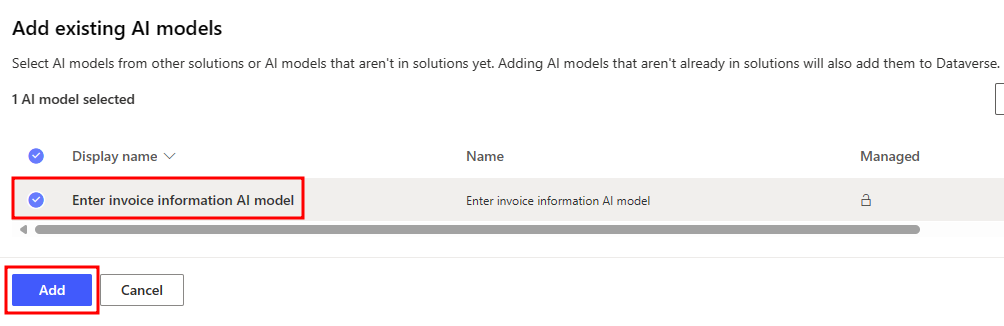 Add existing AI models
Select AI models from other solutions or AI models that aren't in solutions yet. Adding AI models that aren't already in solutions will also add them to Dataverse.
1 AI model selected
Display name Name Managed
Enter invoice information AI model Enter invoice information AI model
Add Cancel